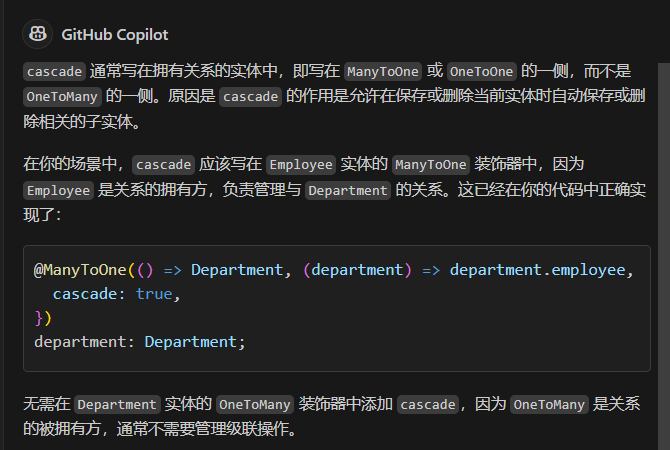 GitHub Copilot
cascade 通常写在拥有关系的实体中，即写在 ManyToOne 或 OneToOne 的一侧，而不是
OneToMany 的一侧。原因是 cascade 的作用是允许在保存或删除当前实体时自动保存或删
除相关的子实体。
在你的场景中，cascade 应该写在 Employee 实体的 ManyToOne 装饰器中，因为
Employee 是关系的拥有方，负责管理与 Department 的关系。这已经在你的代码中正确实
现了：
@ManyToOne(() => Department, (department) => department.employee,
  cascade: true,
})
department: Department;
无需在 Department 实体的 OneToMany 装饰器中添加 cascade，因为 OneToMany 是关系
的被拥有方，通常不需要管理级联操作。